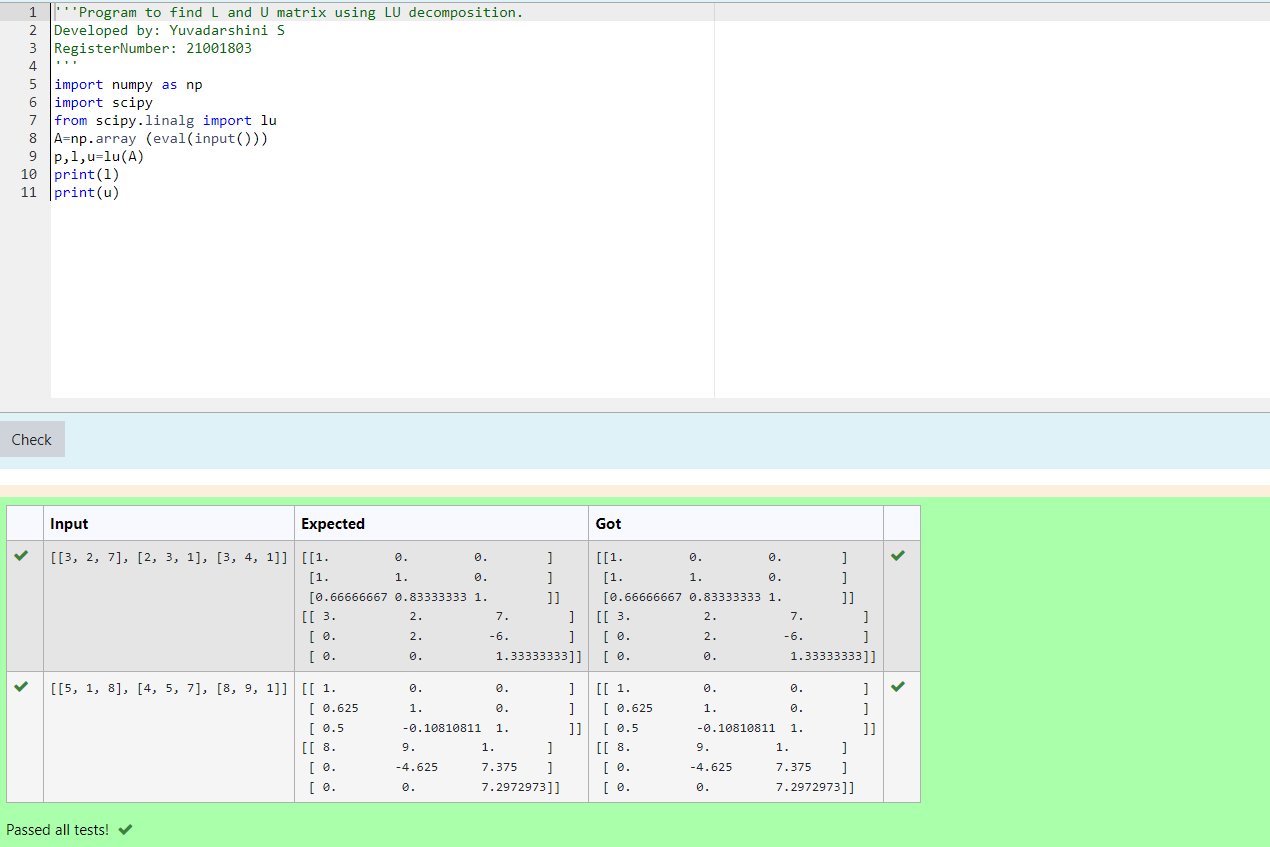 1 '''Program to find L and U matrix using LU decomposition.
2 Developed by: Yuvadarshini S
3 RegisterNumber: 21001803
4 '''
5 import numpy as np
6 import scipy
7 from scipy.linalg import lu
8 A=np.array (eval(input()))
9 p,l,u=lu(A)
10 print(l)
11 print(u)
Check
Input Expected Got
[[3, 2, 7], [2, 3, 1], [3, 4, 1]] [[1. 0. 0. ] [[1. 0. 0. ]
[1. 1. 0. ] [1. 1. 0. ]
[0.66666667 0.83333333 1. ]] [0.66666667 0.83333333 1. ]]
[[ 3. 2. 7. ] [[ 3. 2. 7. ]
[ 0. 2. -6. ] [ 0. 2. -6. ]
[ 0. 0. 1.33333333]] [ 0. 0. 1.33333333]]
[[5, 1, 8], [4, 5, 7], [8, 9, 1]] [[ 1. 0. 0. ] [[ 1. 0. 0. ]
[ 0.625 1. 0. ] [ 0.625 1. 0. ]
[ 0.5 -0.10810811 1. ]] [ 0.5 -0.10810811 1. ]]
[[ 8. 9. 1. ] [[ 8. 9. 1. ]
[ 0. -4.625 7.375 ] [ 0. -4.625 7.375 ]
[ 0. 0. 7.2972973]] [ 0. 0. 7.2972973]]
Passed all tests!